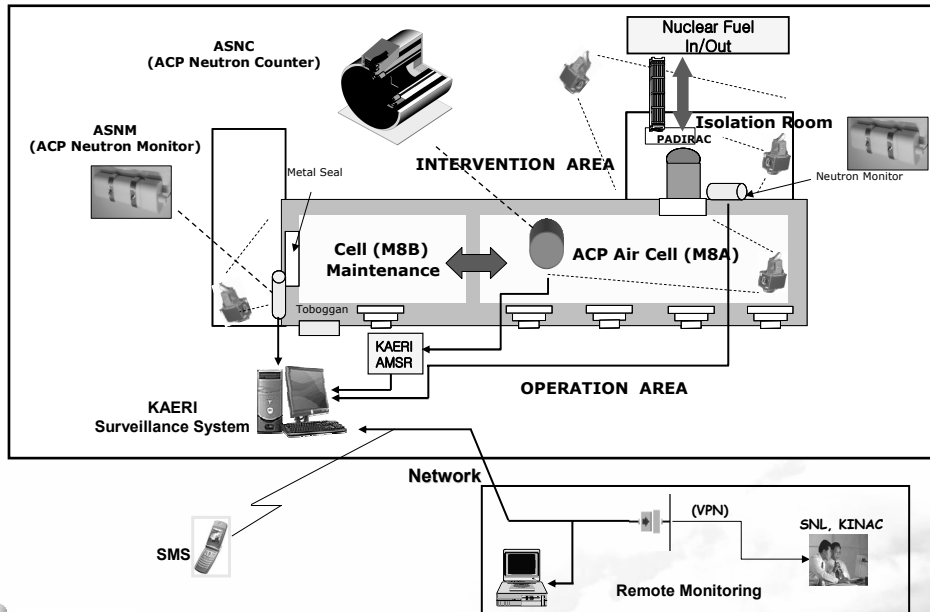 ASNC
(ACP Neutron Counter)
Nuclear Fuel
In/Out
ASNM
(ACP Neutron Monitor)
Isolation Room
PADIRAC
INTERVENTION AREA
Metal Seal
Neutron Monitor
Cell (M8B)
Maintenance
ACP Air Cell (M8A)
Toboggan
KAERI
AMSR
OPERATION AREA
KAERI
Surveillance System
Network
(VPN)
SNL, KINAC
SMS
Remote Monitoring